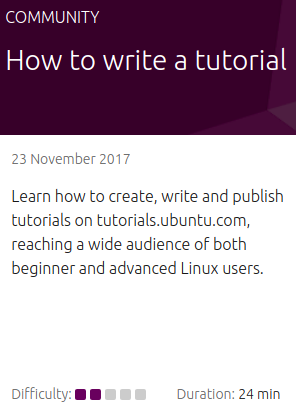 COMMUNITY
How to write a tutorial
23 November 2017
Learn how to create, write and publish
tutorials on tutorials.ubuntu.com,
reaching a wide audience of both
beginner and advanced Linux users.
Difficulty: Duration: 24 min